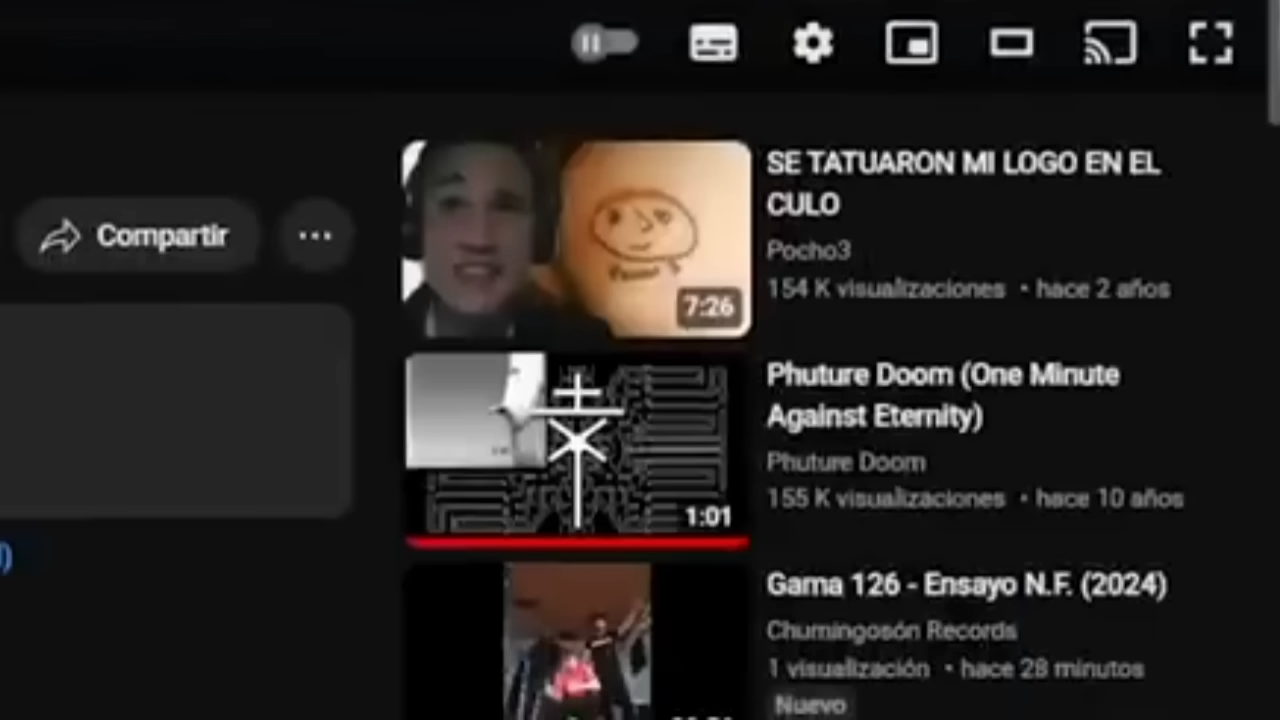 SE TATUARON MI LOGO EN EL
CULO
Pocho3
154 K visualizaciones • hace 2 años
7:26
Compartir
Phuture Doom (One Minute
Against Eternity)
Phuture Doom
155 K visualizaciones • hace 10 años
1:01
Gama 126 - Ensayo N.F. (2024)
Chumingosón Records
1 visualización • hace 28 minutos
Nuevo